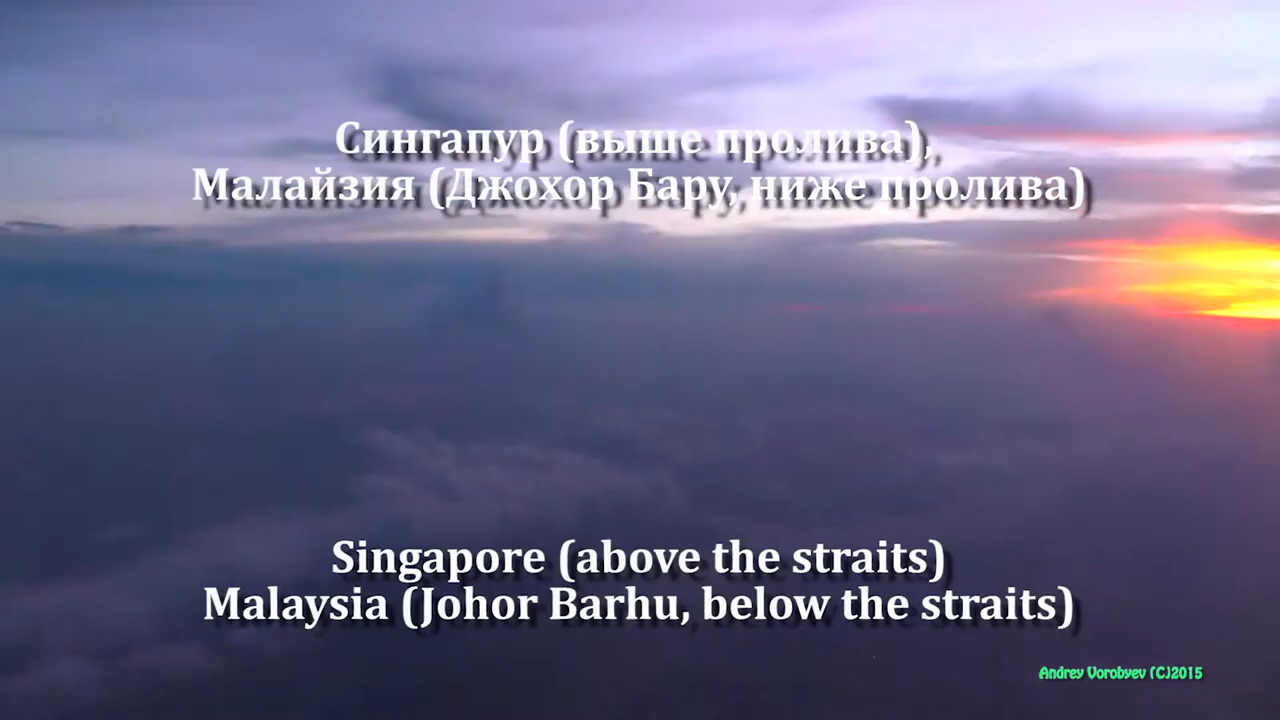 Сингапур (выше пролива),
Малайзия (Джохор Бару, ниже пролива)
Singapore (above the straits)
Malaysia (Johor Barhu, below the straits)
Andrey Vorobyev (C)2015